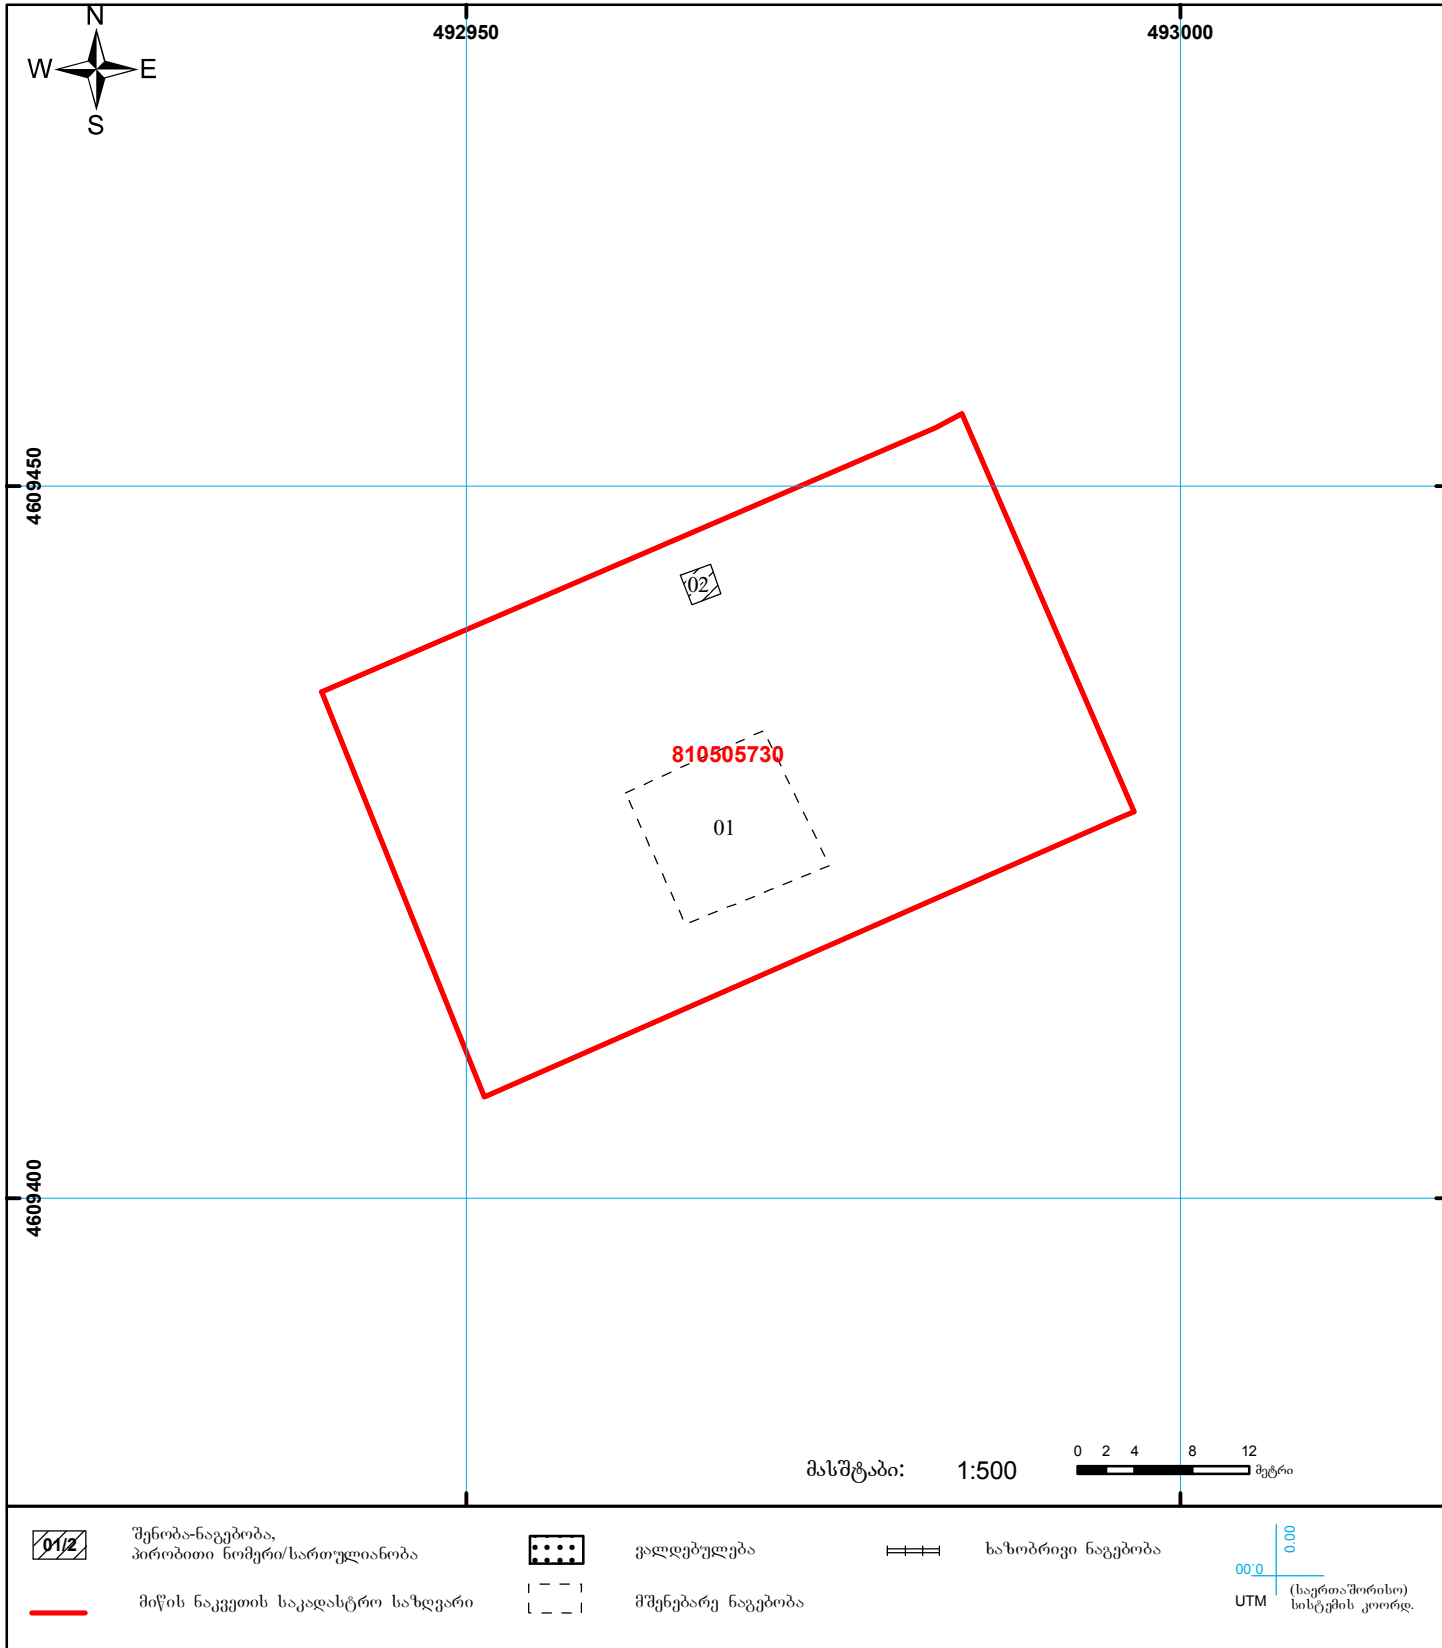 N
W E
S
492950
493000
4609450
02
810505730
01
4609400
მასშტაბი: 1:500
0 2 4 8 12
მეტრი
01/2
შენობა-ნაგებობა,
პირობითი ნომერი/სართულიანობა
ვალდებულება
ხაზობრივი ნაგებობა
მიწის ნაკვეთის საკადასტრო საზღვარი
მშენებარე ნაგებობა
0.00
0.00
UTM
(საერთაშორისო)
სისტემის კოორდ.